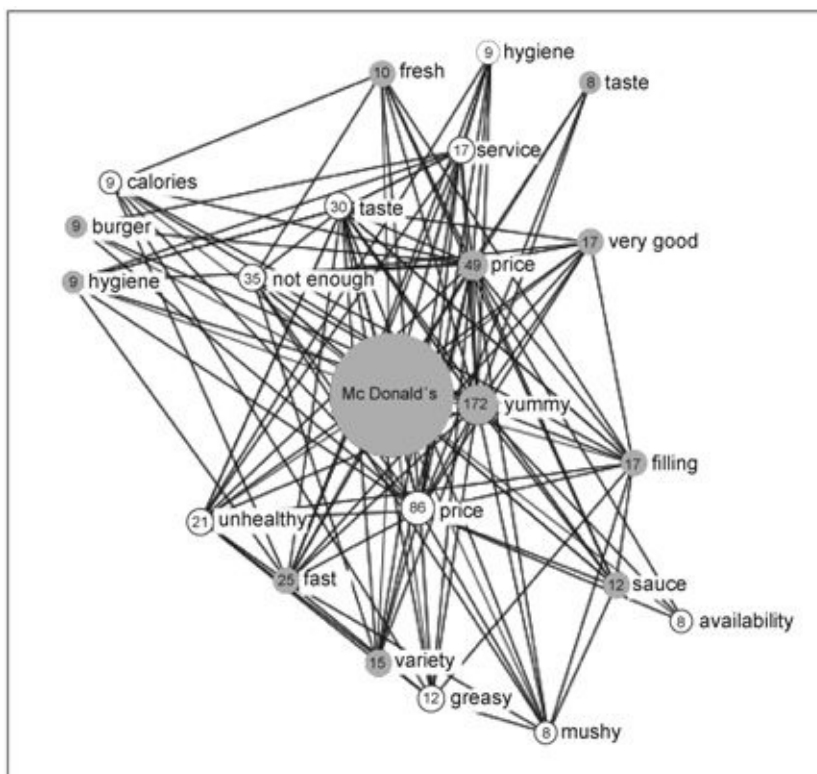 9 hygiene
10 fresh
8 taste
17 service
9 calories
30 taste
9 burger
17 very good
49 price
9 hygiene
35 not enough
Mc Donald´s
172 yummy
17 filling
86 price
21 unhealthy
25 fast
12 sauce
8 availability
15 variety
12 greasy
8 mushy